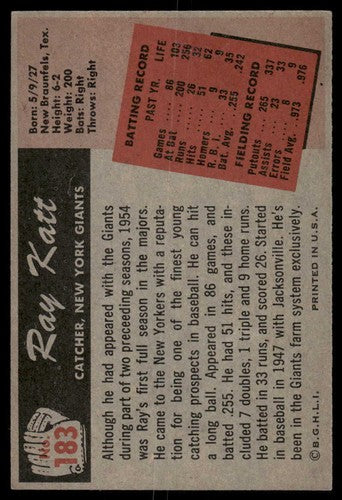 No. 183
Ray Katt
CATCHER, NEW YORK GIANTS
Born: 5/9/27
New Braunfels, Tex.
Height: 6-2
Weight: 200
Bats: Right
Throws: Right
BATTING RECORD
PAST YR. LIFE
Games 86 103
At Bat 200 256
Runs 26 32
Hits 51 62
Homers 9 9
R.B.I. 33 35
Bat. Avg. .255 .242
FIELDING RECORD
Putouts 265 337
Assists 23 33
Errors 8 9
Field Avg. .973 .976
Although he had appeared with the Giants
during part of two preceeding seasons, 1954
was Ray's first full season in the majors.
He came to the New Yorkers with a reputa-
tion for being one of the finest young
catching prospects in baseball. He can hit
a long ball. Appeared in 86 games, and
batted .255. He had 51 hits, and these in-
cluded 7 doubles, 1 triple and 9 home runs.
He batted in 33 runs, and scored 26. Started
in baseball in 1947 with Jacksonville. He's
been in the Giants farm system exclusively.
© B.G.H.L.I. PRINTED IN U.S.A.